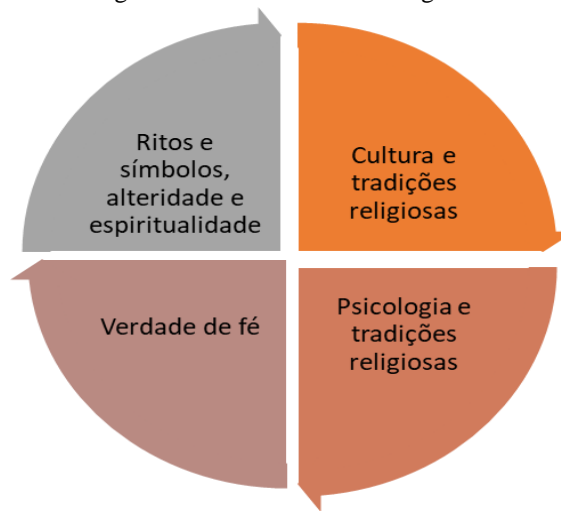 Ritos e
símbolos,
alteridade e
espiritualidade
Cultura e
tradições
religiosas
Verdade de fé
Psicologia e
tradições
religiosas